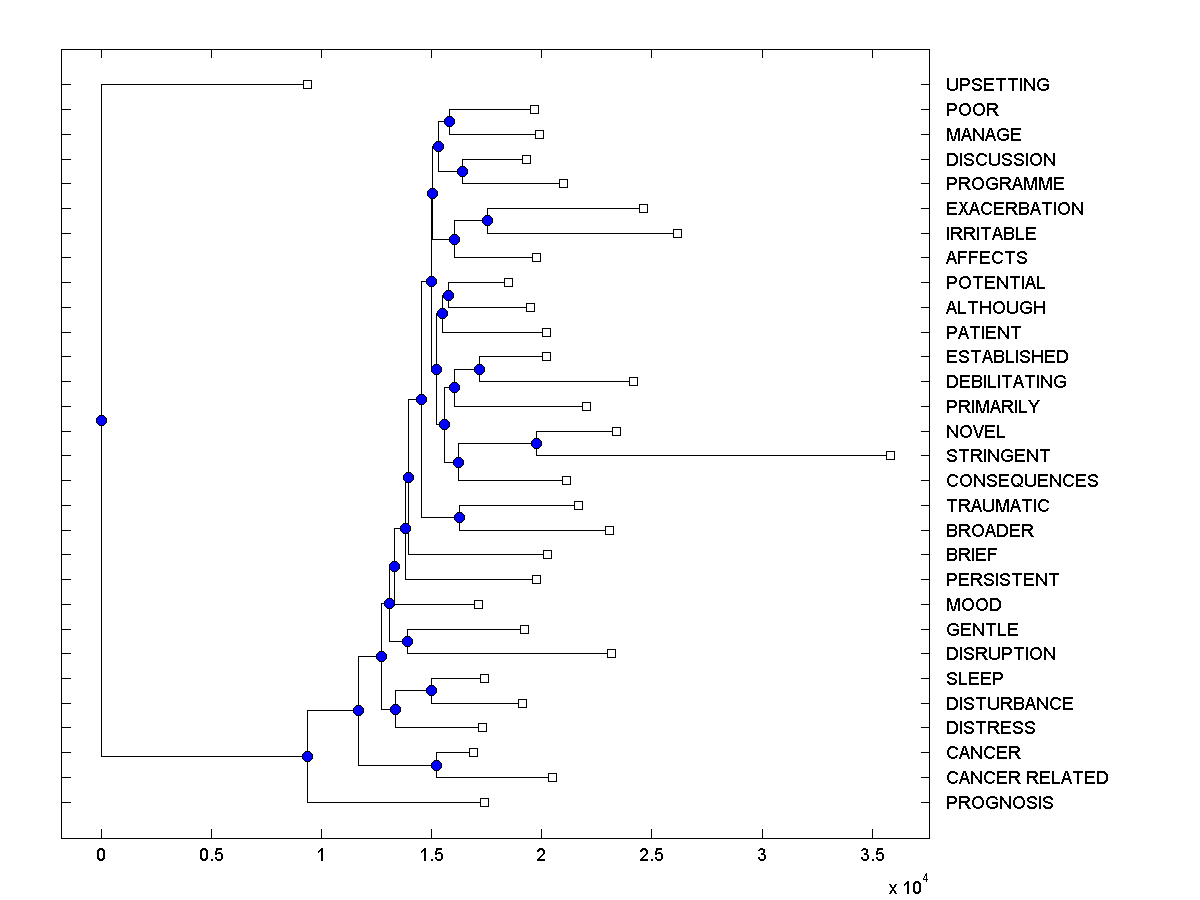 UPSETTING
POOR
MANAGE
DISCUSSION
PROGRAMME
EXACERBATION
IRRITABLE
AFFECTS
POTENTIAL
ALTHOUGH
PATIENT
ESTABLISHED
DEBILITATING
PRIMARILY
NOVEL
STRINGENT
CONSEQUENCES
TRAUMATIC
BROADER
BRIEF
PERSISTENT
MOOD
GENTLE
DISRUPTION
SLEEP
DISTURBANCE
DISTRESS
CANCER
CANCER RELATED
PROGNOSIS
0 0.5 1 1.5 2 2.5 3 3.5
x 10^4